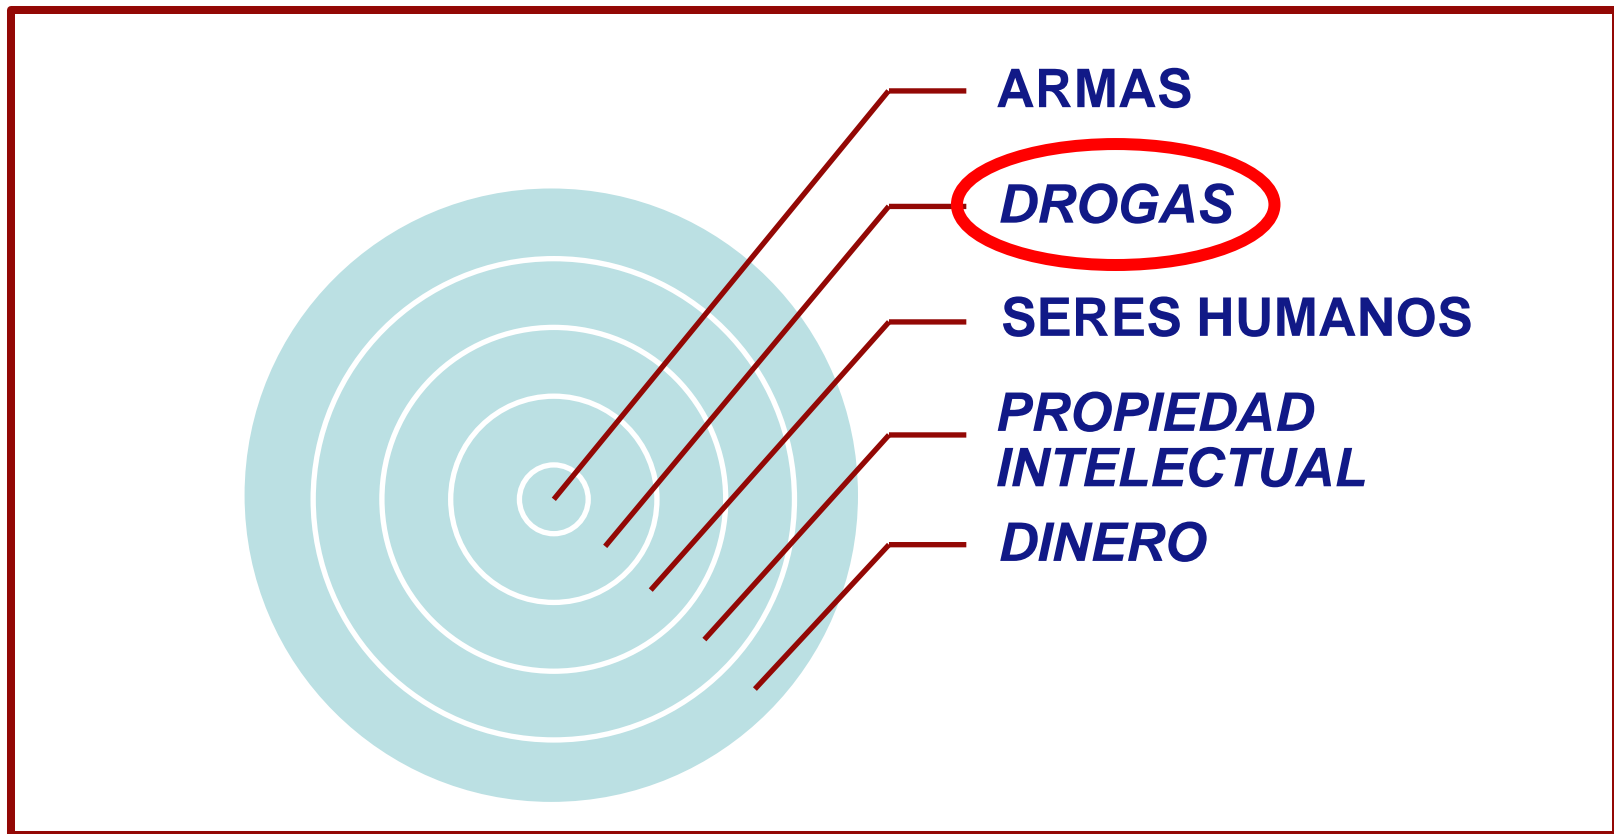 ARMAS
DROGAS
SERES HUMANOS
PROPIEDAD
INTELECTUAL
DINERO